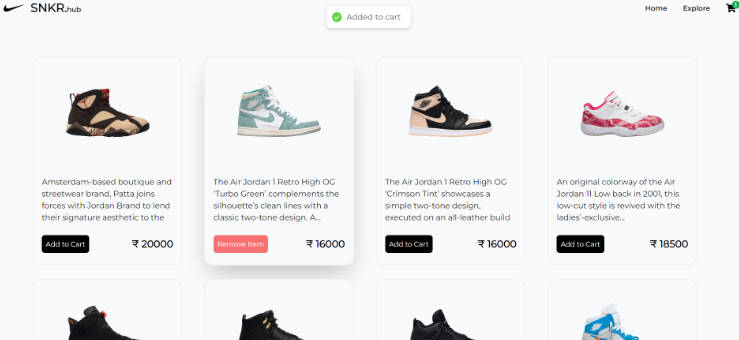 SNKR.hub
Added to cart
Home
Explore
1
Amsterdam-based boutique and
streetwear brand, Patta joins
forces with Jordan Brand to lend
their signature aesthetic to the
Add to Cart
₹ 20000
The Air Jordan 1 Retro High OG
‘Turbo Green’ complements the
silhouette’s clean lines with a
classic two-tone design. A...
Remove Item
₹ 16000
The Air Jordan 1 Retro High OG
‘Crimson Tint’ showcases a
simple two-tone design,
executed on an all-leather build
Add to Cart
₹ 16000
An original colorway of the Air
Jordan 11 Low back in 2001, this
low-cut style is revived with the
ladies’-exclusive...
Add to Cart
₹ 18500